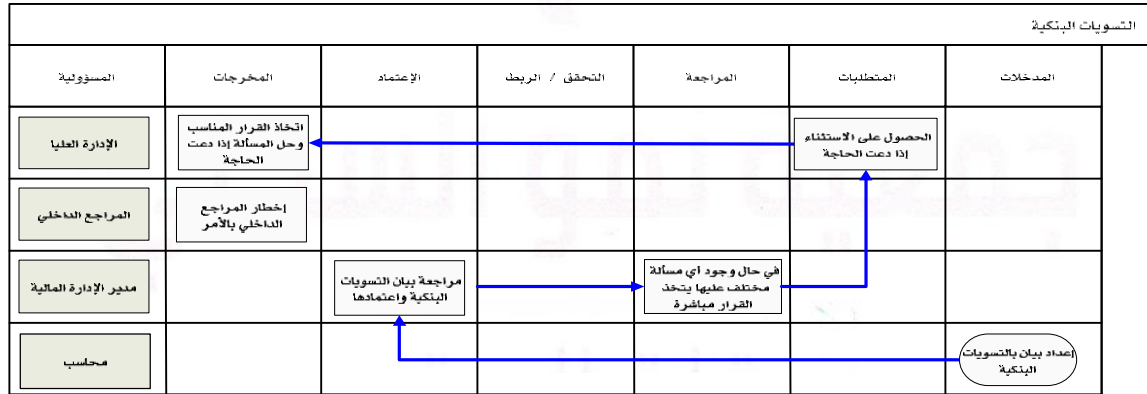 التسويات البنكية
المدخلات
المتطلبات
المراجعة
التحقق / الربط
الإعتماد
المخرجات
المسؤولية
الحصول على الاستثناء
إذا دعت الحاجة
اتخاذ القرار المناسب
وحل المسألة إذا دعت
الحاجة
الإدارة العليا
إخطار المراجع
الداخلي بالأمر
المراجع الداخلي
في حال وجود أي مسألة
مختلف عليها يتخذ
القرار مباشرة
مراجعة بيان التسويات
البنكية واعتمادها
مدير الإدارة المالية
إعداد بيان بالتسويات
البنكية
محاسب